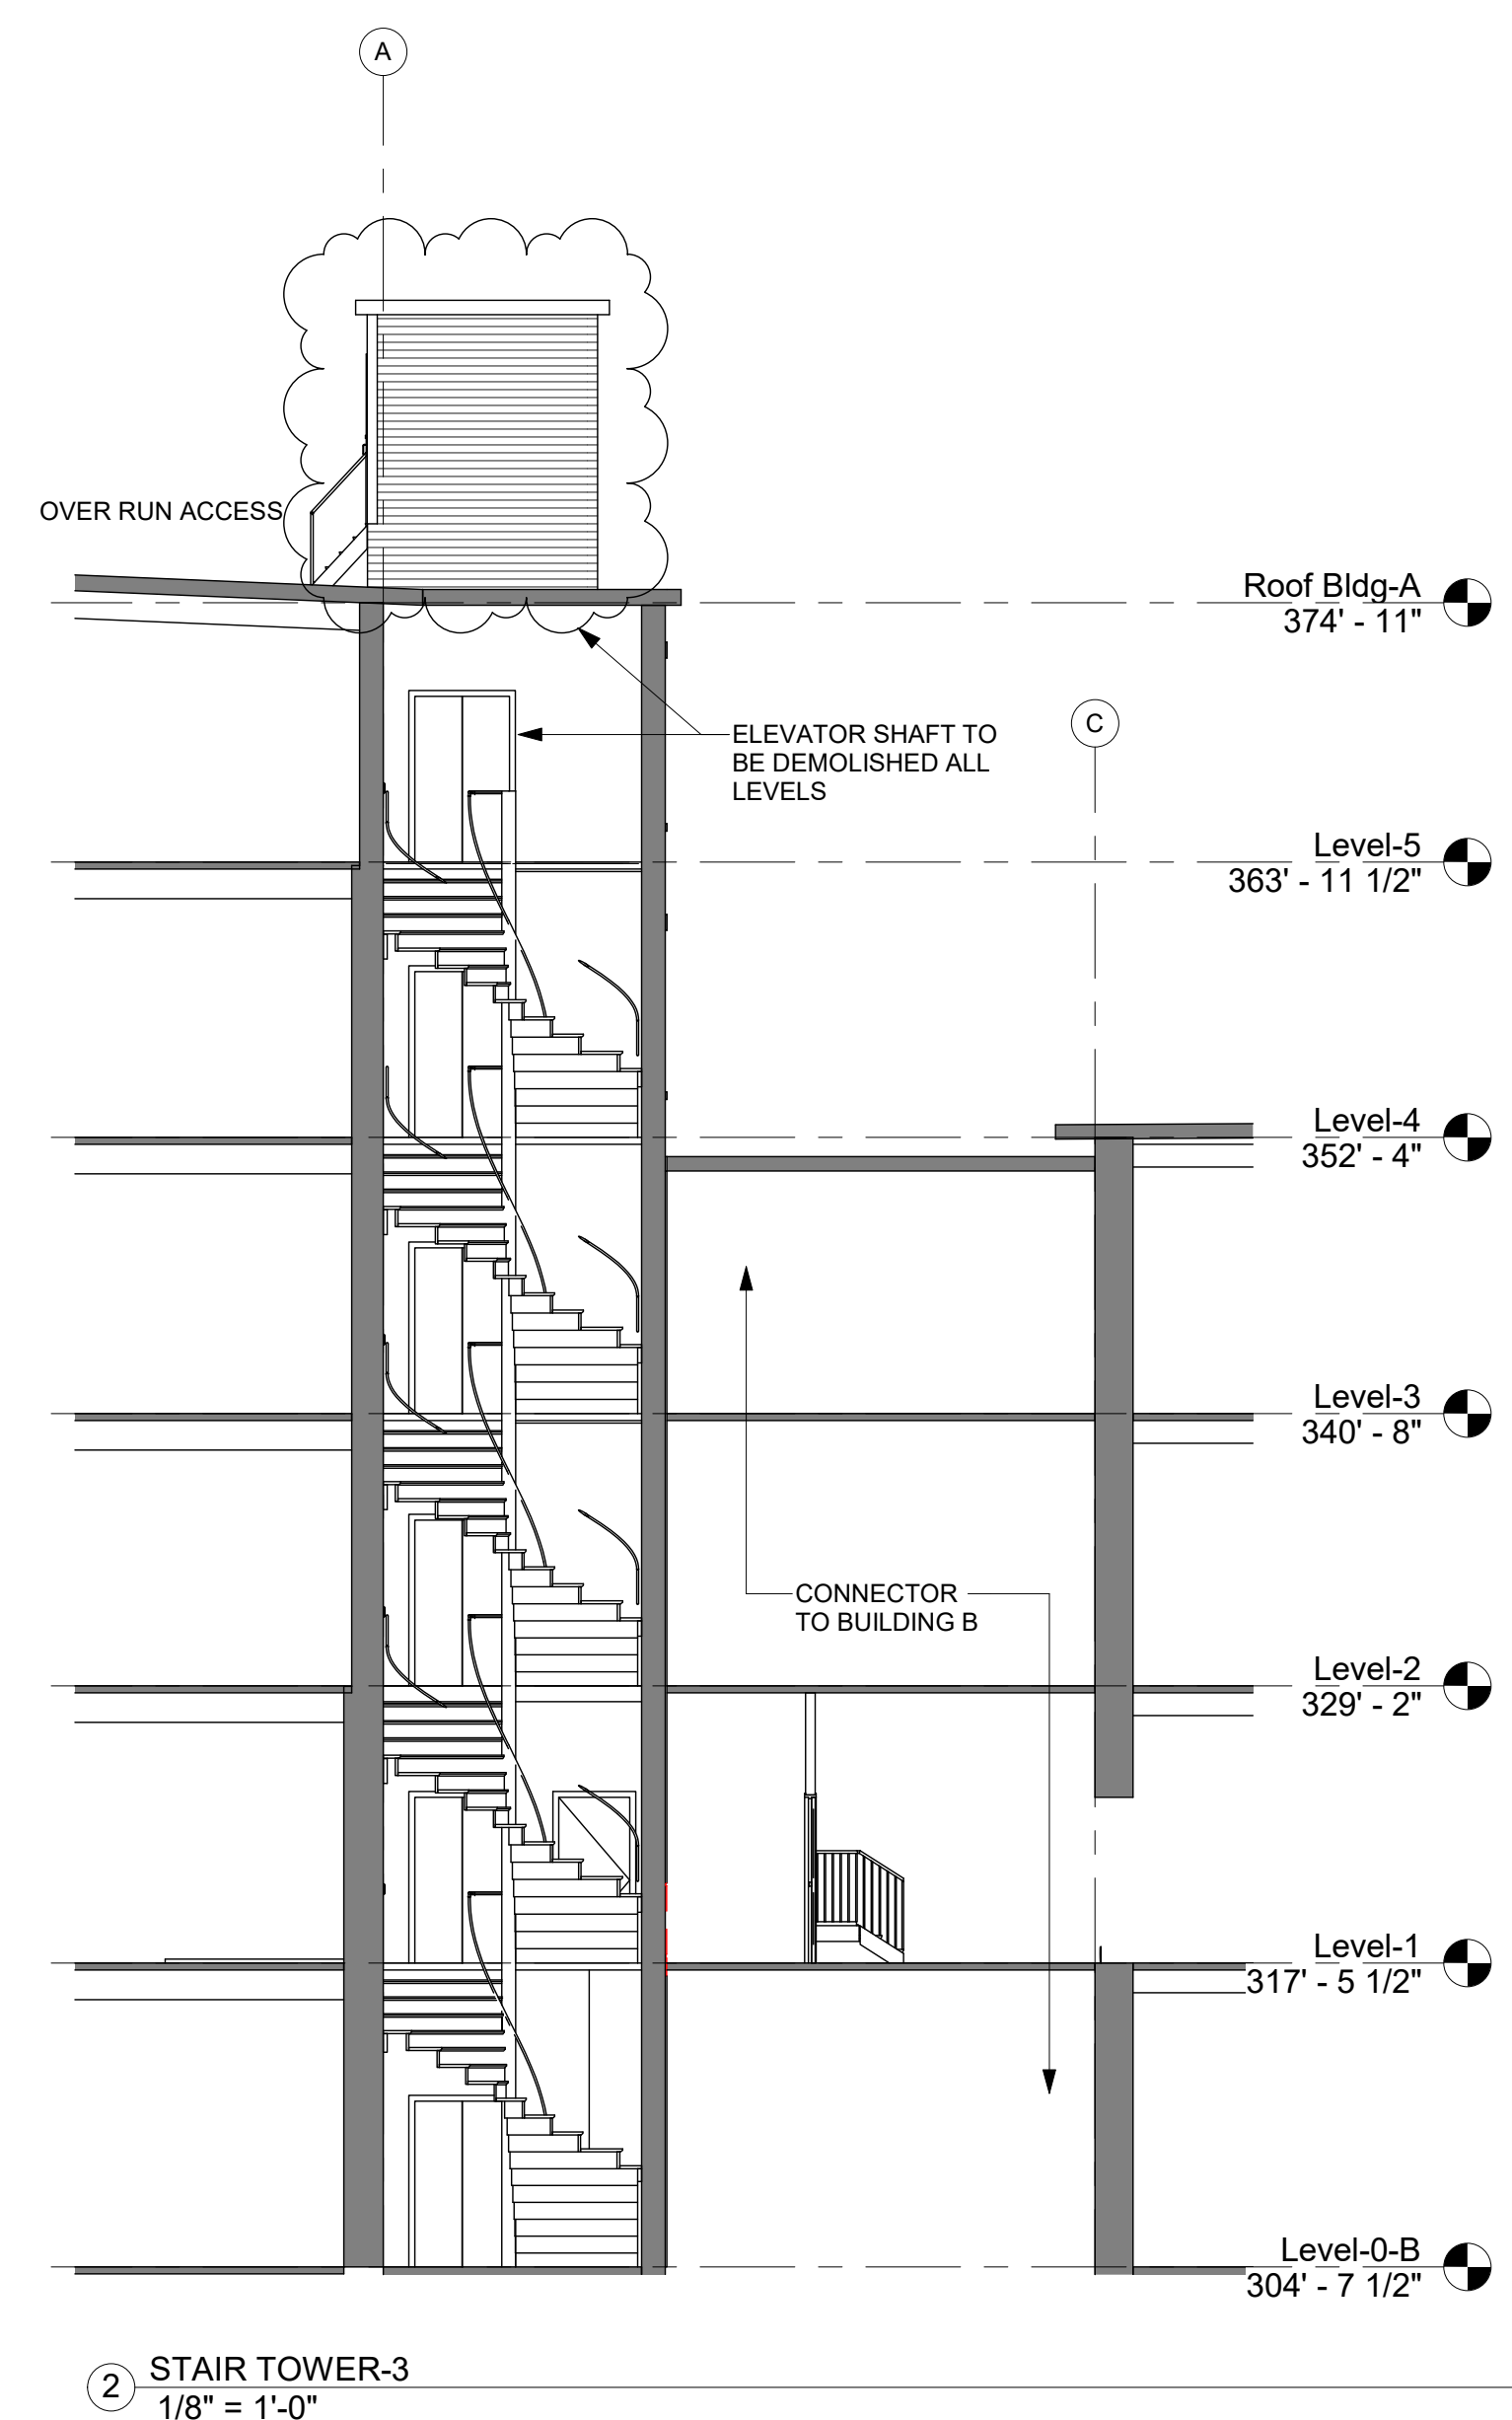 A
OVER RUN ACCESS
Roof Bldg-A
374' - 11"
ELEVATOR SHAFT TO
BE DEMOLISHED ALL
LEVELS
C
Level-5
363' - 11 1/2"
Level-4
352' - 4"
Level-3
340' - 8"
CONNECTOR
TO BUILDING B
Level-2
329' - 2"
Level-1
317' - 5 1/2"
Level-0-B
304' - 7 1/2"
2
STAIR TOWER-3
1/8" = 1'-0"